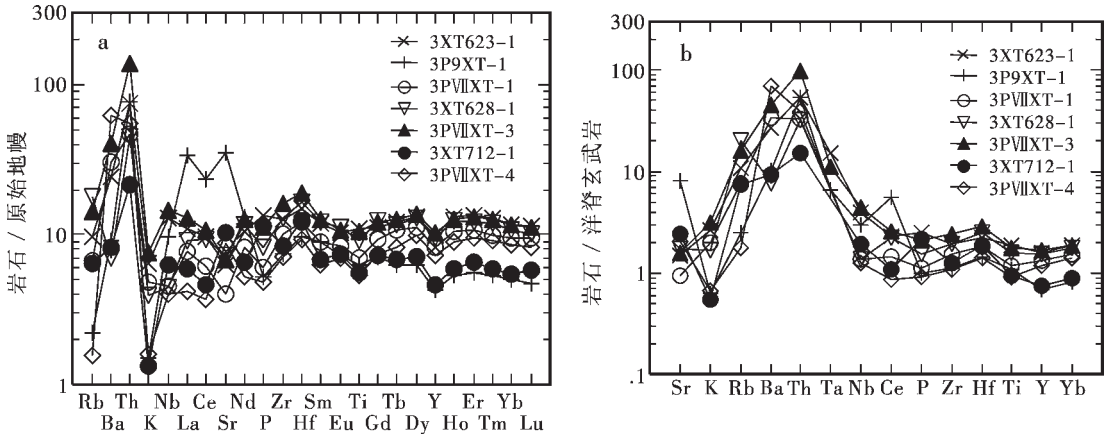 300
100
10
1
岩石 / 原始地幔
a
3XT623-1
3P9XT-1
3PⅦXT-1
3XT628-1
3PⅦXT-3
3XT712-1
3PⅦXT-4
Rb Th Nb Ce Nd Zr Sm Ti Tb Y Er Yb
Ba K La Sr P Hf Eu Gd Dy Ho Tm Lu
300
100
10
1
.1
岩石 / 洋脊玄武岩
b
3XT623-1
3P9XT-1
3PⅦXT-1
3XT628-1
3PⅦXT-3
3XT712-1
3PⅦXT-4
Sr K Rb Ba Th Ta Nb Ce P Zr Hf Ti Y Yb